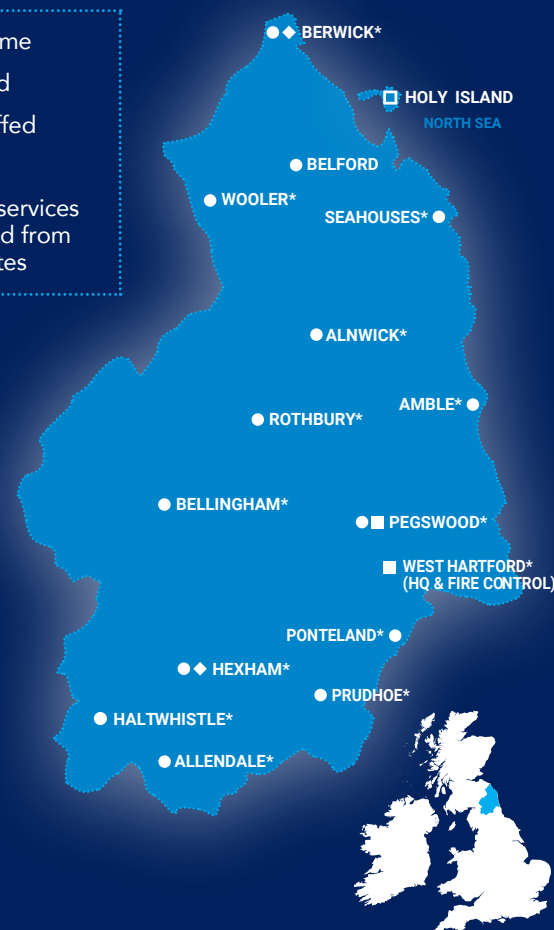 me
d
fed
services
d from
tes
BERWICK*
HOLY ISLAND
NORTH SEA
BELFORD
WOOLER*
SEAHOUSES*
ALNWICK*
AMBLE*
ROTHBURY*
BELLINGHAM*
PEGSWOOD*
WEST HARTFORD*
(HQ & FIRE CONTROL)
PONTELAND*
HEXHAM*
PRUDHOE*
HALTWHISTLE*
ALLENDALE*